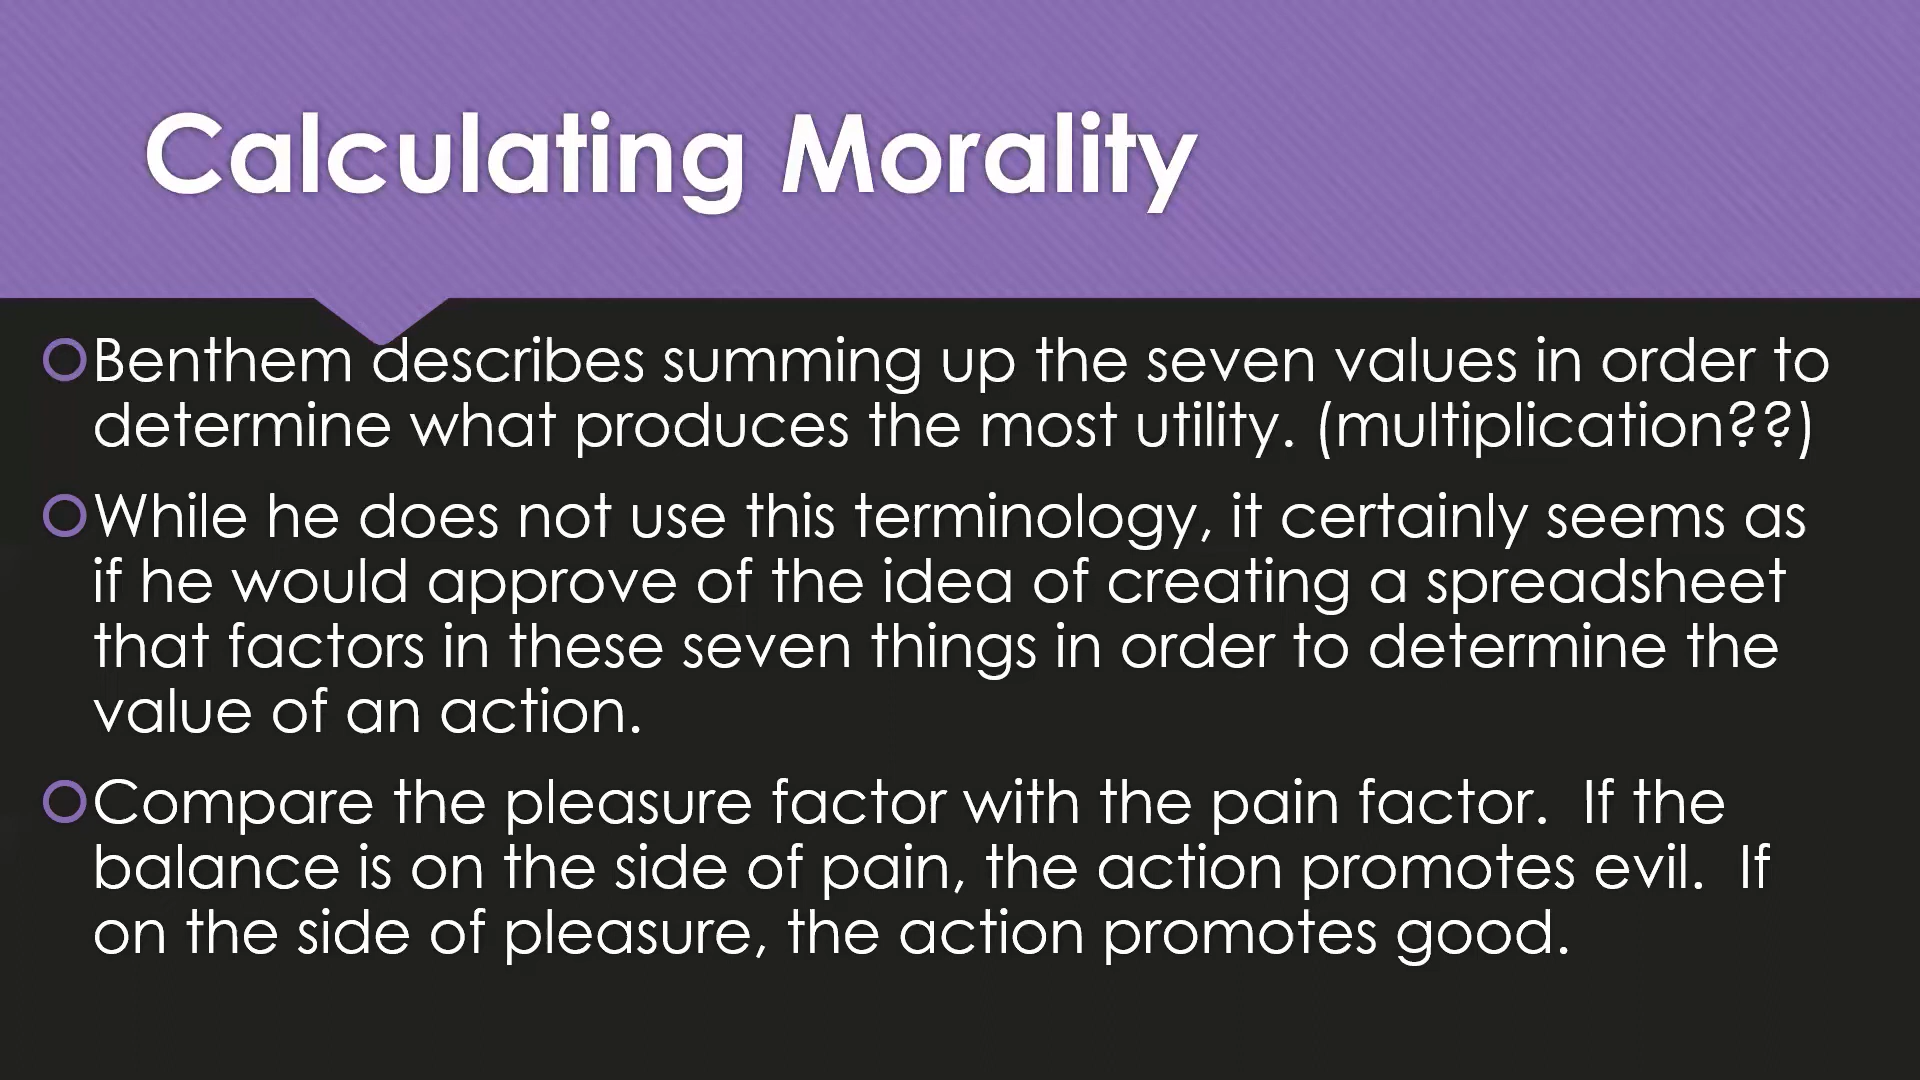 Calculating Morality
Benthem describes summing up the seven values in order to
determine what produces the most utility. (multiplication??)
While he does not use this terminology, it certainly seems as
if he would approve of the idea of creating a spreadsheet
that factors in these seven things in order to determine the
value of an action.
Compare the pleasure factor with the pain factor.  If the
balance is on the side of pain, the action promotes evil.  If
on the side of pleasure, the action promotes good.